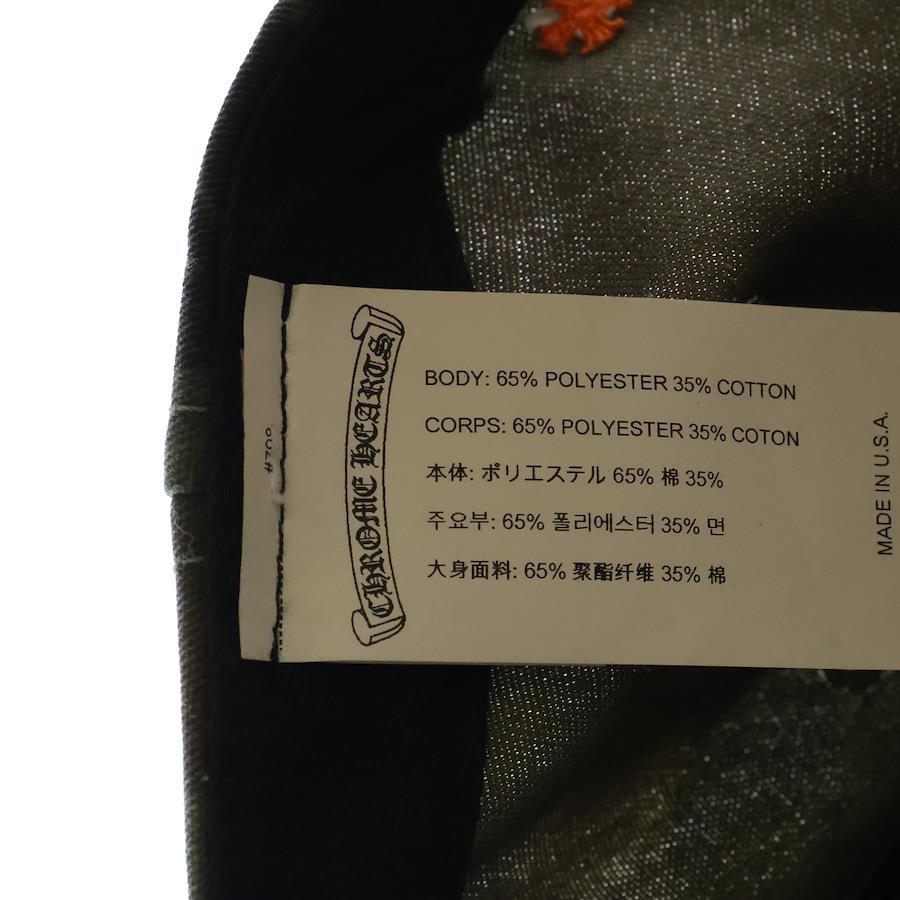 CHROME HEARTS
BODY: 65% POLYESTER 35% COTTON
CORPS: 65% POLYESTER 35% COTON
本体: ポリエステル 65% 棉 35%
주요부: 65% 폴리에스터 35% 면
大身面料: 65% 聚酯纤维 35% 棉
MADE IN U.S.A.